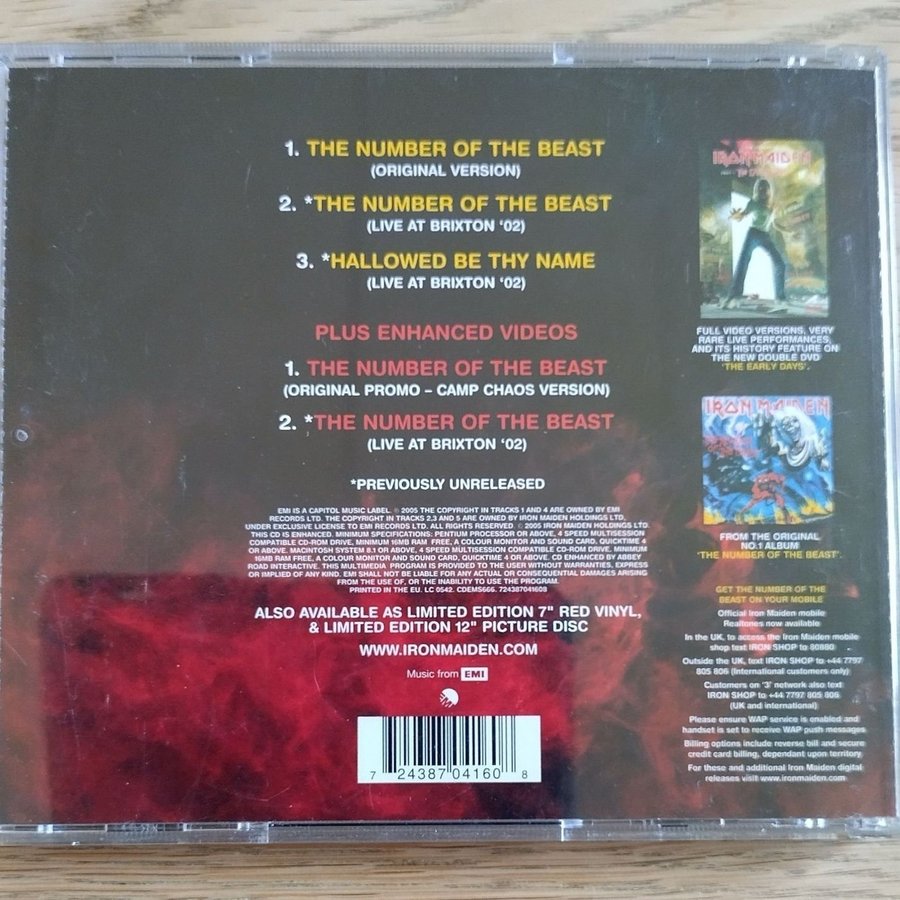 1. THE NUMBER OF THE BEAST
(ORIGINAL VERSION)
2. *THE NUMBER OF THE BEAST
(LIVE AT BRIXTON '02)
3. *HALLOWED BE THY NAME
(LIVE AT BRIXTON '02)
PLUS ENHANCED VIDEOS
1. THE NUMBER OF THE BEAST
(ORIGINAL PROMO – CAMP CHAOS VERSION)
2. *THE NUMBER OF THE BEAST
(LIVE AT BRIXTON '02)
*PREVIOUSLY UNRELEASED
EMI IS A CAPITOL MUSIC LABEL. ℗ 2005 THE COPYRIGHT IN TRACKS 1 AND 4 ARE OWNED BY EMI
RECORDS LTD. THE COPYRIGHT IN TRACKS 2,3 AND 5 ARE OWNED BY IRON MAIDEN HOLDINGS LTD.
UNDER EXCLUSIVE LICENSE TO EMI RECORDS LTD. ALL RIGHTS RESERVED. © 2005 IRON MAIDEN HOLDINGS LTD
THIS CD IS ENHANCED. MINIMUM SPECIFICATIONS: PENTIUM PROCESSOR OR ABOVE, 4 SPEED MULTISESSION
COMPATIBLE CD-ROM DRIVE, MINIMUM 16MB RAM FREE, A COLOUR MONITOR AND SOUND CARD, QUICKTIME 4
OR ABOVE. MACINTOSH SYSTEM 8.1 OR ABOVE, 4 SPEED MULTISESSION COMPATIBLE CD-ROM DRIVE. MINIMUM
16MB RAM FREE, A COLOUR MONITOR AND SOUND CARD, QUICKTIME 4 OR ABOVE. CD ENHANCED BY ABBEY
ROAD INTERACTIVE. THIS MULTIMEDIA PROGRAM IS PROVIDED TO THE USER WITHOUT WARRANTIES, EXPRESS
OR IMPLIED OF ANY KIND. EMI SHALL NOT BE LIABLE FOR ANY ACTUAL OR CONSEQUENTIAL DAMAGES ARISING
FROM THE USE OF, OR THE INABILITY TO USE THE PROGRAM.
PRINTED IN THE EU. LC 0542. CDEMS666. 724387041608
ALSO AVAILABLE AS LIMITED EDITION 7" RED VINYL,
& LIMITED EDITION 12" PICTURE DISC
WWW.IRONMAIDEN.COM
Music from EMI
7 24387 04160 8
IRON MAIDEN
FULL VIDEO VERSIONS, VERY
RARE LIVE PERFORMANCES,
AND ITS HISTORY FEATURE ON
THE NEW DOUBLE DVD
'THE EARLY DAYS'.
IRON MAIDEN
FROM THE ORIGINAL
NO.1 ALBUM
'THE NUMBER OF THE BEAST'.
GET THE NUMBER OF THE
BEAST ON YOUR MOBILE
Official Iron Maiden mobile
Realtones now available
In the UK, to access the Iron Maiden mobile
shop text IRON SHOP to 80860
Outside the UK, text IRON SHOP to +44 7797
805 806 (International customers only)
Customers on '3' network also text
IRON SHOP to +44 7797 805 806
(UK and international)
Please ensure WAP service is enabled and
handset is set to receive WAP push messages
Billing options include reverse bill and secure
credit card billing, dependant upon territory.
For these and additional Iron Maiden digital
releases visit www.ironmaiden.com